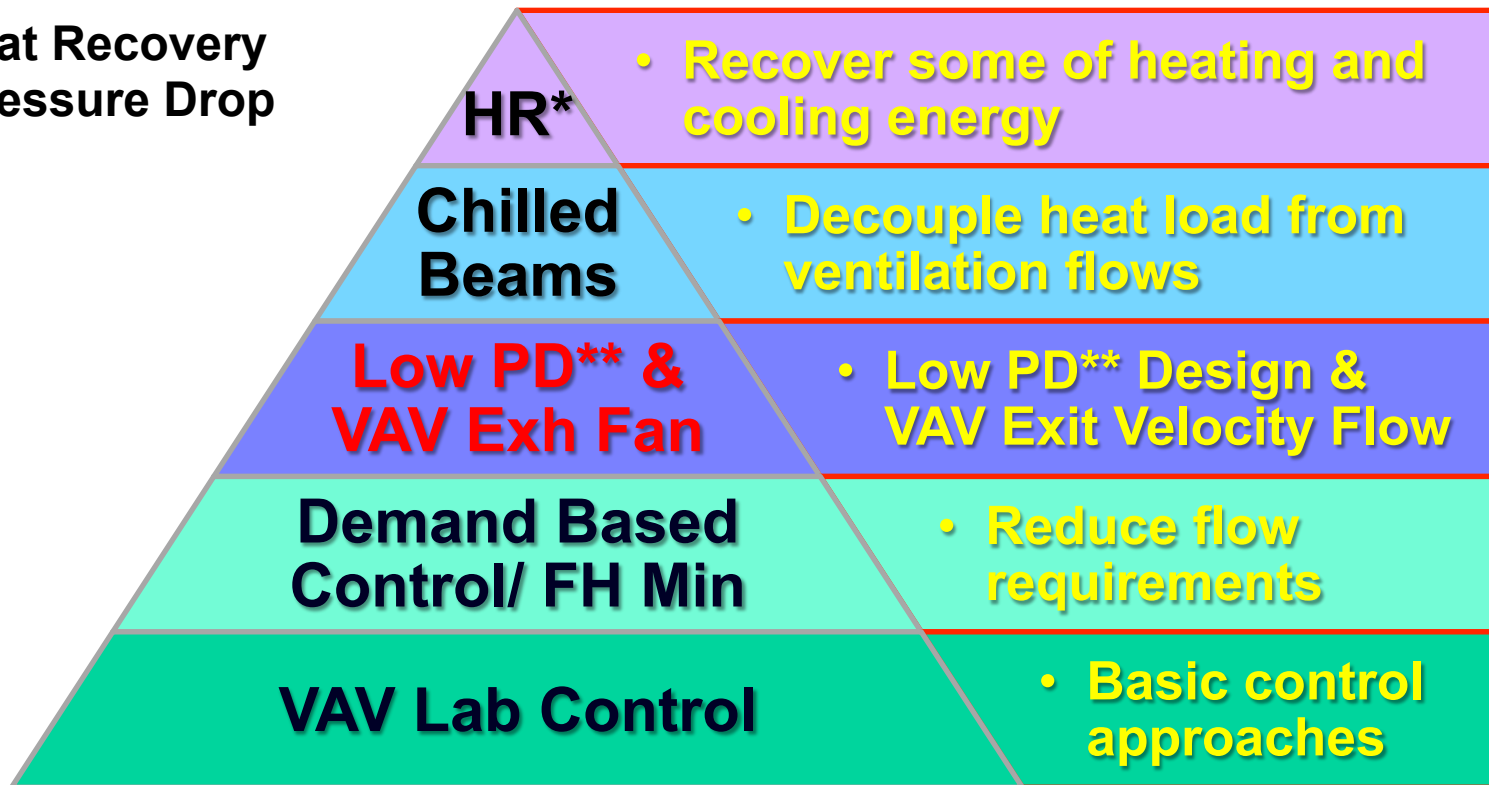 at Recovery
essure Drop
HR*
• Recover some of heating and
cooling energy
Chilled
Beams
• Decouple heat load from
ventilation flows
Low PD** &
VAV Exh Fan
• Low PD** Design &
VAV Exit Velocity Flow
Demand Based
Control/ FH Min
• Reduce flow
requirements
VAV Lab Control
• Basic control
approaches